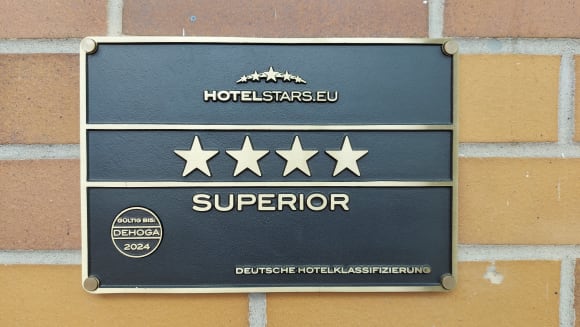 HOTELSTARS.EU
SUPERIOR
GÜLTIG BIS:
DEHOGA
2024
DEUTSCHE HOTELKLASSIFIZIERUNG